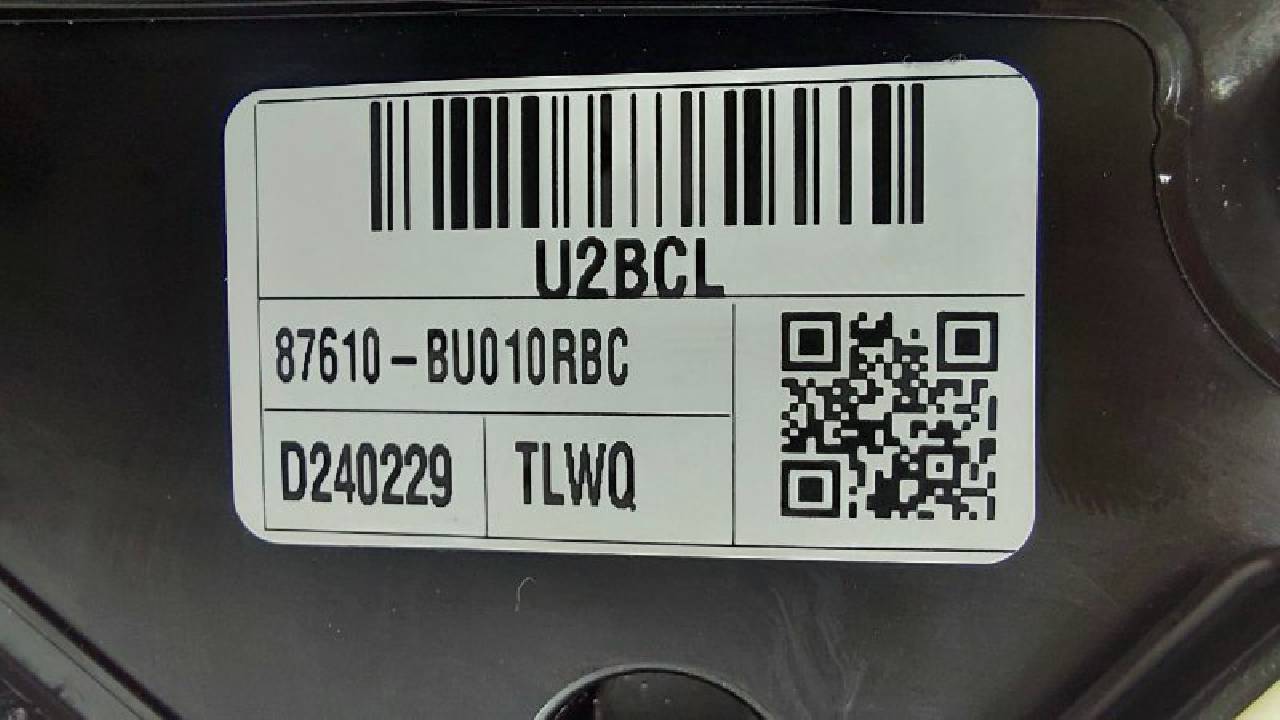 U2BCL
87610-BU010RBC
D240229
TLWQ